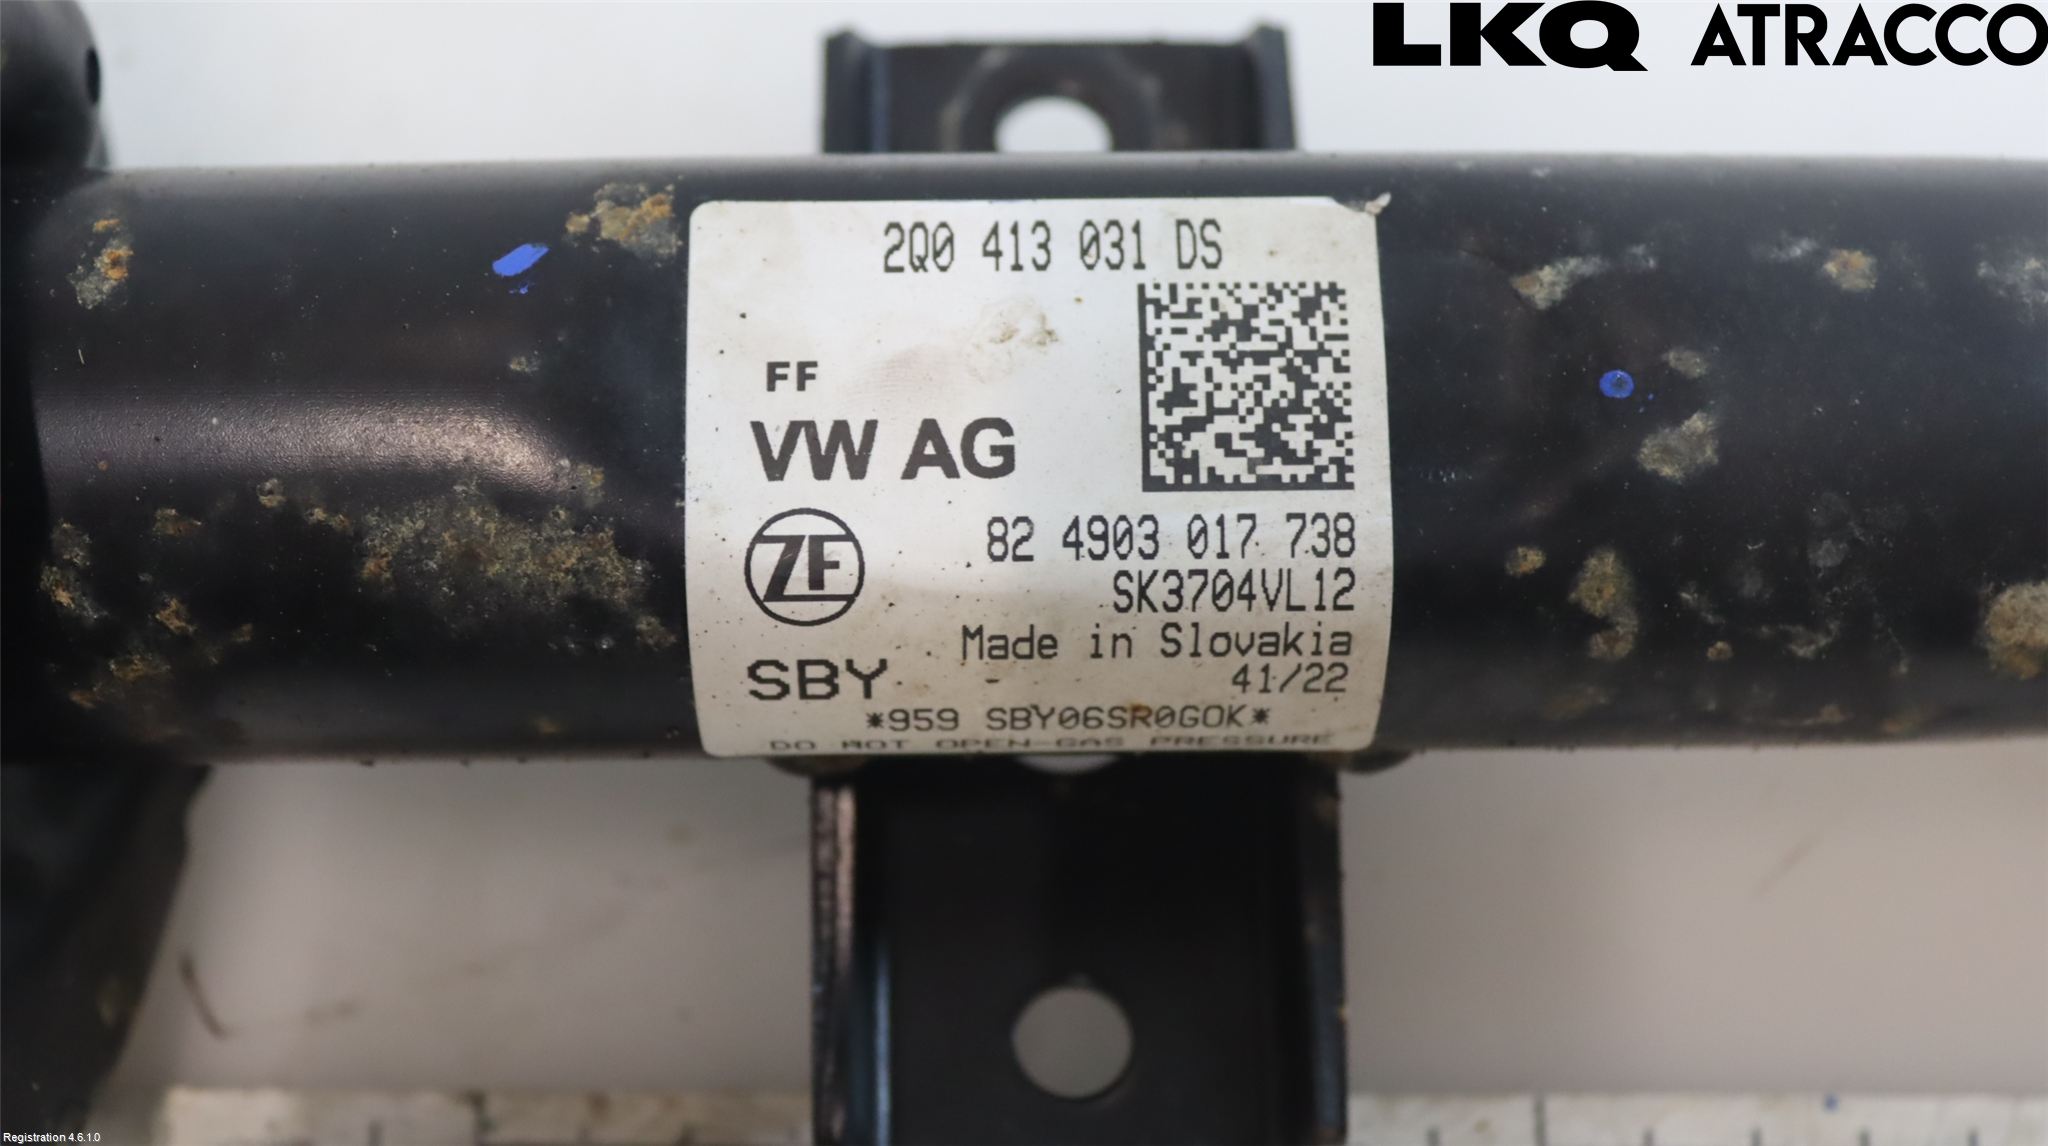 LKQ ATRACCO
2Q0 413 031 DS
FF
VW AG
ZF
82 4903 017 738
SK3704VL12
Made in Slovakia
SBY
41/22
*959 SBY06SR0GOK*
DO NOT OPEN-GAS PRESSURE
Registration 4.6.1.0